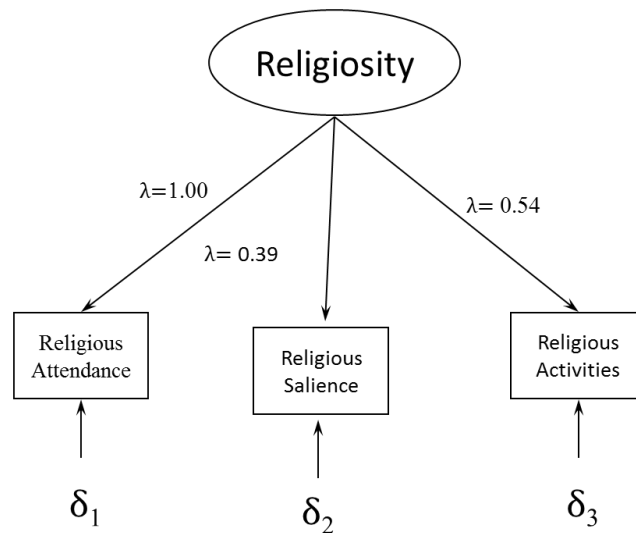 Religiosity
λ=1.00
λ= 0.39
λ= 0.54
Religious
Attendance
Religious
Salience
Religious
Activities
δ1
δ2
δ3